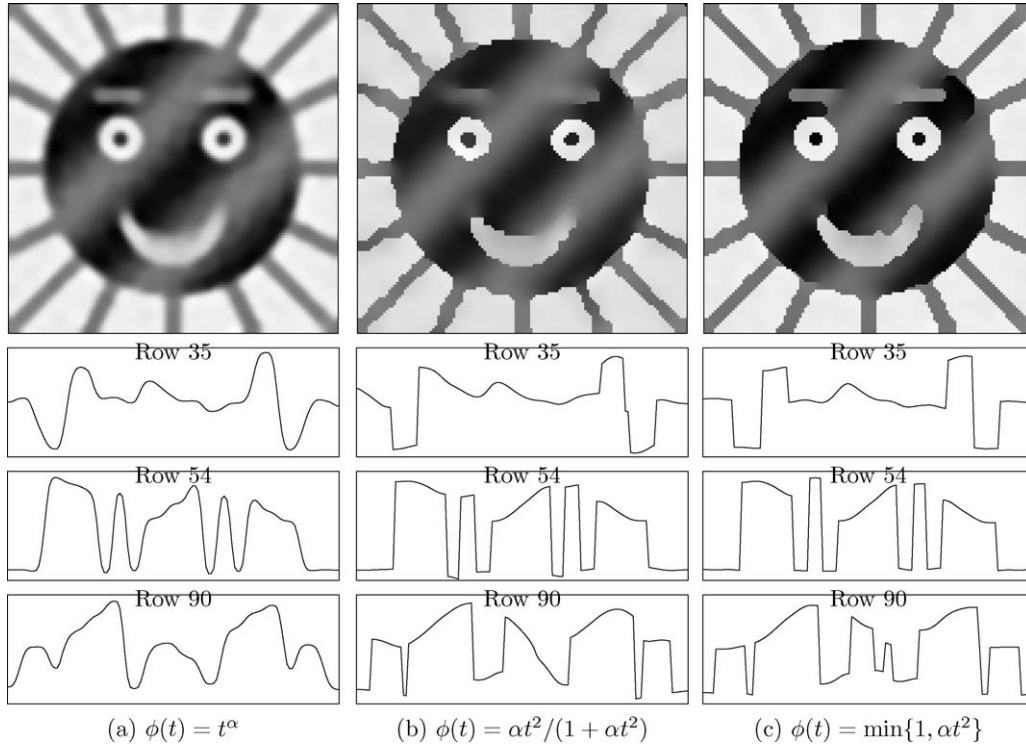 Row 35 Row 35 Row 35
Row 54 Row 54 Row 54
Row 90 Row 90 Row 90
(a) ϕ(t) = t^α (b) ϕ(t) = αt²/(1 + αt²) (c) ϕ(t) = min{1, αt²}